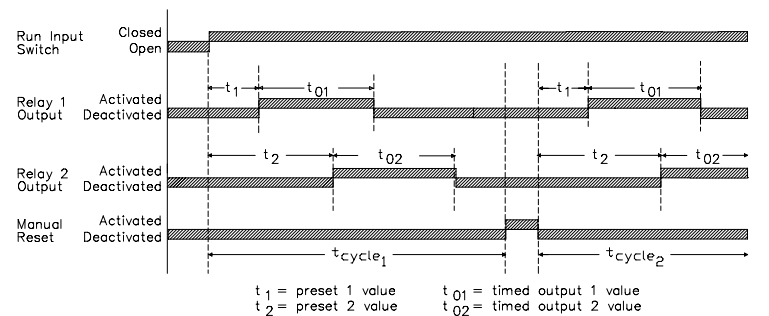 Run Input Switch
Closed
Open
t1
t01
t1
t01
Relay 1 Output
Activated
Deactivated
t2
t02
t2
t02
Relay 2 Output
Activated
Deactivated
Manual Reset
Activated
Deactivated
tcycle1
tcycle2
t1 = preset 1 value
t01 = timed output 1 value
t2 = preset 2 value
t02 = timed output 2 value